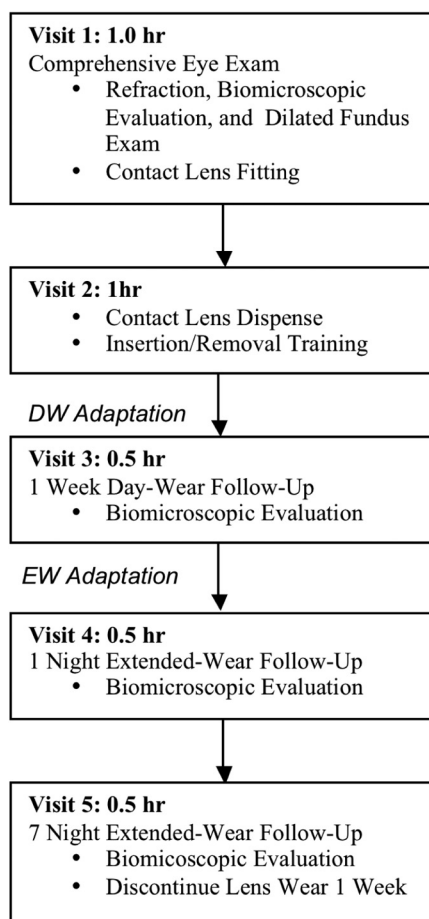 Visit 1: 1.0 hr
Comprehensive Eye Exam
• Refraction, Biomicroscopic
Evaluation, and Dilated Fundus
Exam
• Contact Lens Fitting
Visit 2: 1hr
• Contact Lens Dispense
• Insertion/Removal Training
DW Adaptation
Visit 3: 0.5 hr
1 Week Day-Wear Follow-Up
• Biomicroscopic Evaluation
EW Adaptation
Visit 4: 0.5 hr
1 Night Extended-Wear Follow-Up
• Biomicroscopic Evaluation
Visit 5: 0.5 hr
7 Night Extended-Wear Follow-Up
• Biomicoscopic Evaluation
• Discontinue Lens Wear 1 Week